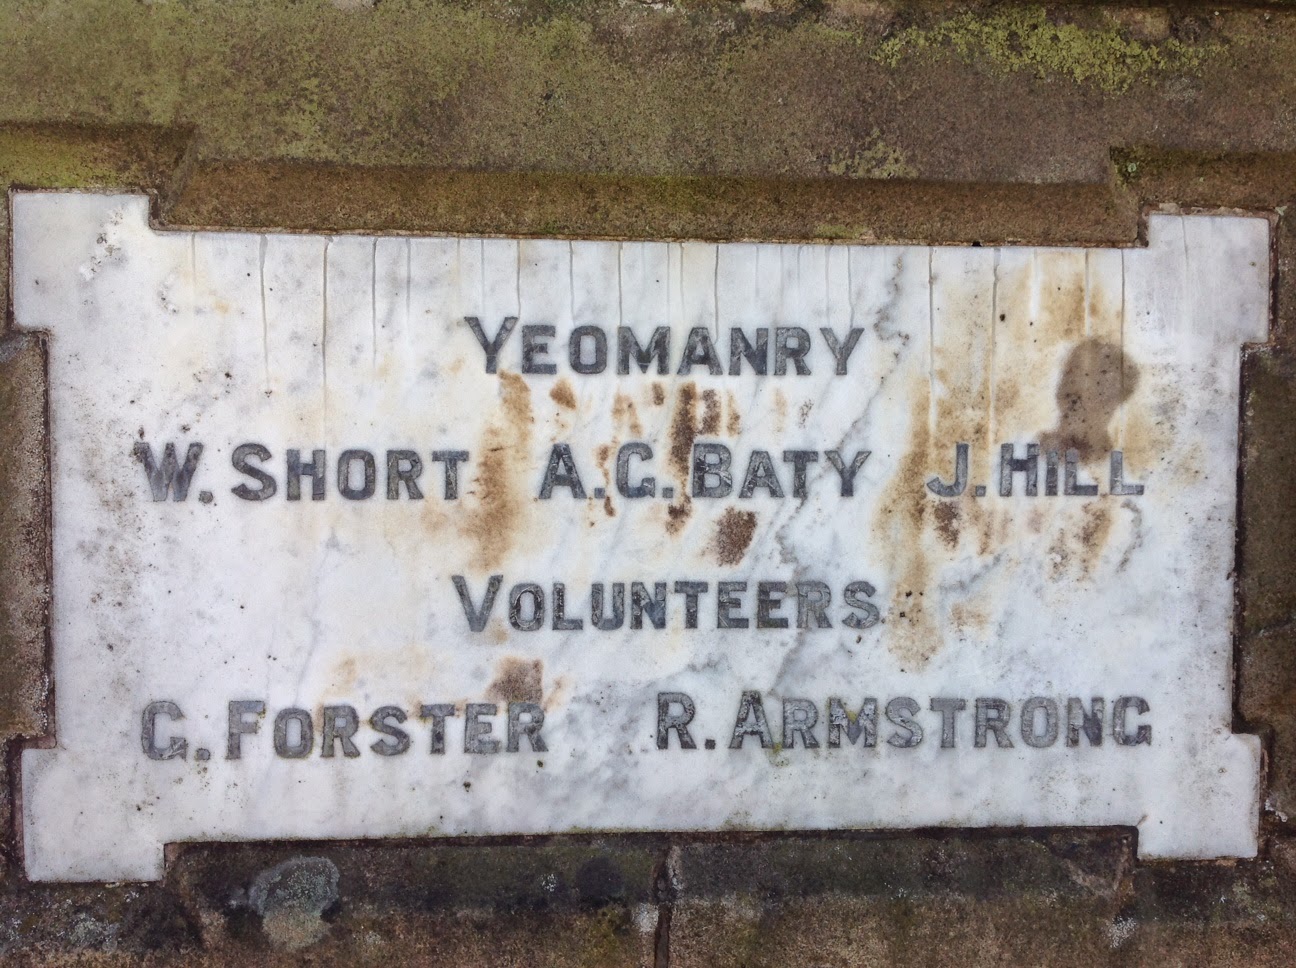 YEOMANRY
W. SHORT A. G. BATY J. HILL
VOLUNTEERS
G. FORSTER R. ARMSTRONG